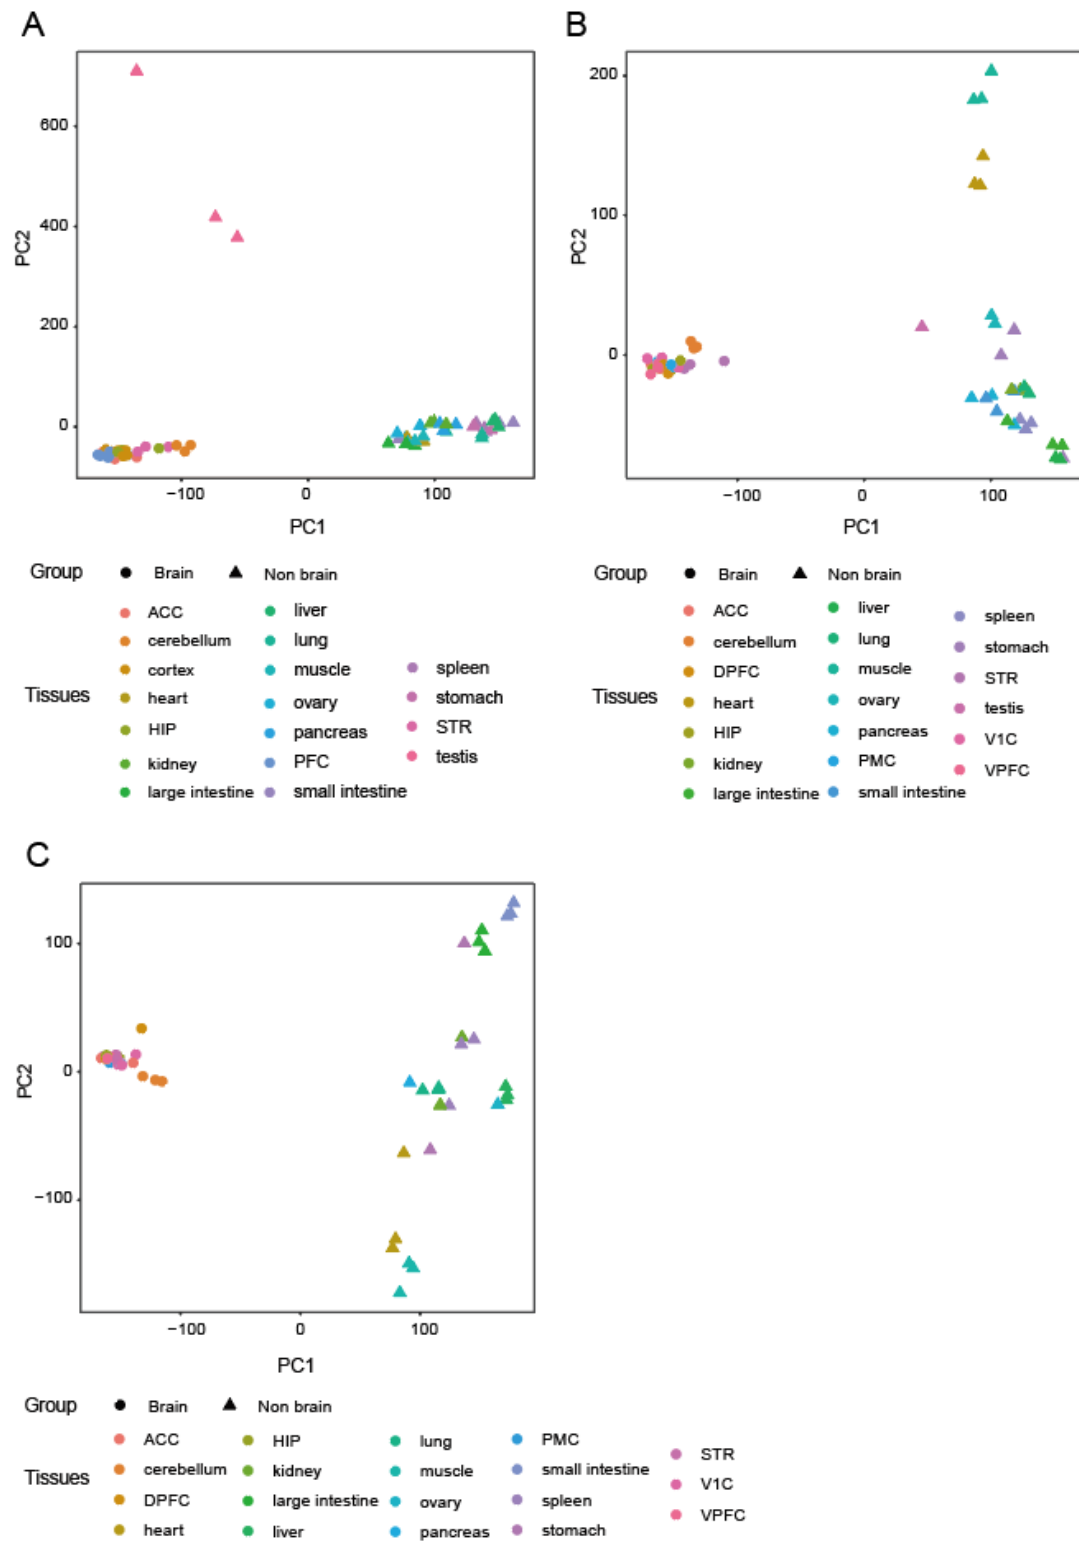 A
600
400
200
0
PC2
−100
0
100
PC1
Group
Brain
Non brain
Tissues
ACC
cerebellum
cortex
heart
HIP
kidney
large intestine
liver
lung
muscle
ovary
pancreas
PFC
small intestine
spleen
stomach
STR
testis
B
200
100
0
PC2
−100
0
100
PC1
Group
Brain
Non brain
Tissues
ACC
cerebellum
DPFC
heart
HIP
kidney
large intestine
liver
lung
muscle
ovary
pancreas
PMC
small intestine
spleen
stomach
STR
testis
V1C
VPFC
C
100
0
−100
PC2
−100
0
100
PC1
Group
Brain
Non brain
Tissues
ACC
cerebellum
DPFC
heart
HIP
kidney
large intestine
liver
lung
muscle
ovary
pancreas
PMC
small intestine
spleen
stomach
STR
V1C
VPFC